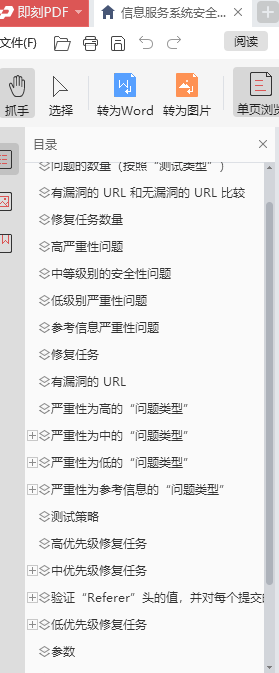 即刻PDF 信息服务系统安全...
文件(F) 阅读
抓手 选择 转为Word 转为图片 单页浏览
目录
问题的数量（按照“测试类型”）
有漏洞的 URL 和无漏洞的 URL 比较
修复任务数量
高严重性问题
中等级别的安全性问题
低级别严重性问题
参考信息严重性问题
修复任务
有漏洞的 URL
严重性为高的“问题类型”
严重性为中的“问题类型”
严重性为低的“问题类型”
严重性为参考信息的“问题类型”
测试策略
高优先级修复任务
中优先级修复任务
验证“Referer”头的值，并对每个提交的
低优先级修复任务
参数